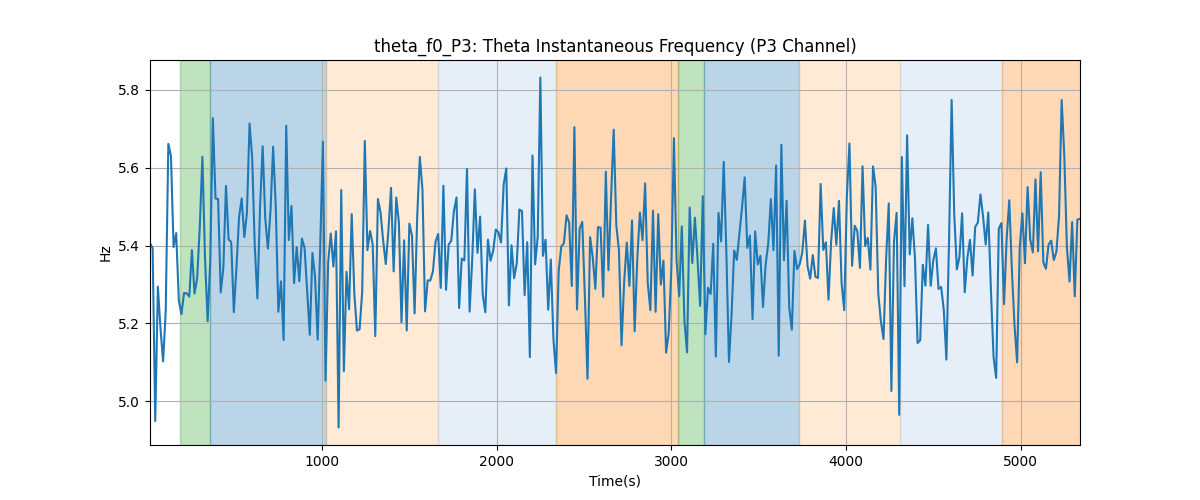 theta_f0_P3: Theta Instantaneous Frequency (P3 Channel)
5.8
5.6
5.4
5.2
5.0
Hz
1000 2000 3000 4000 5000
Time(s)